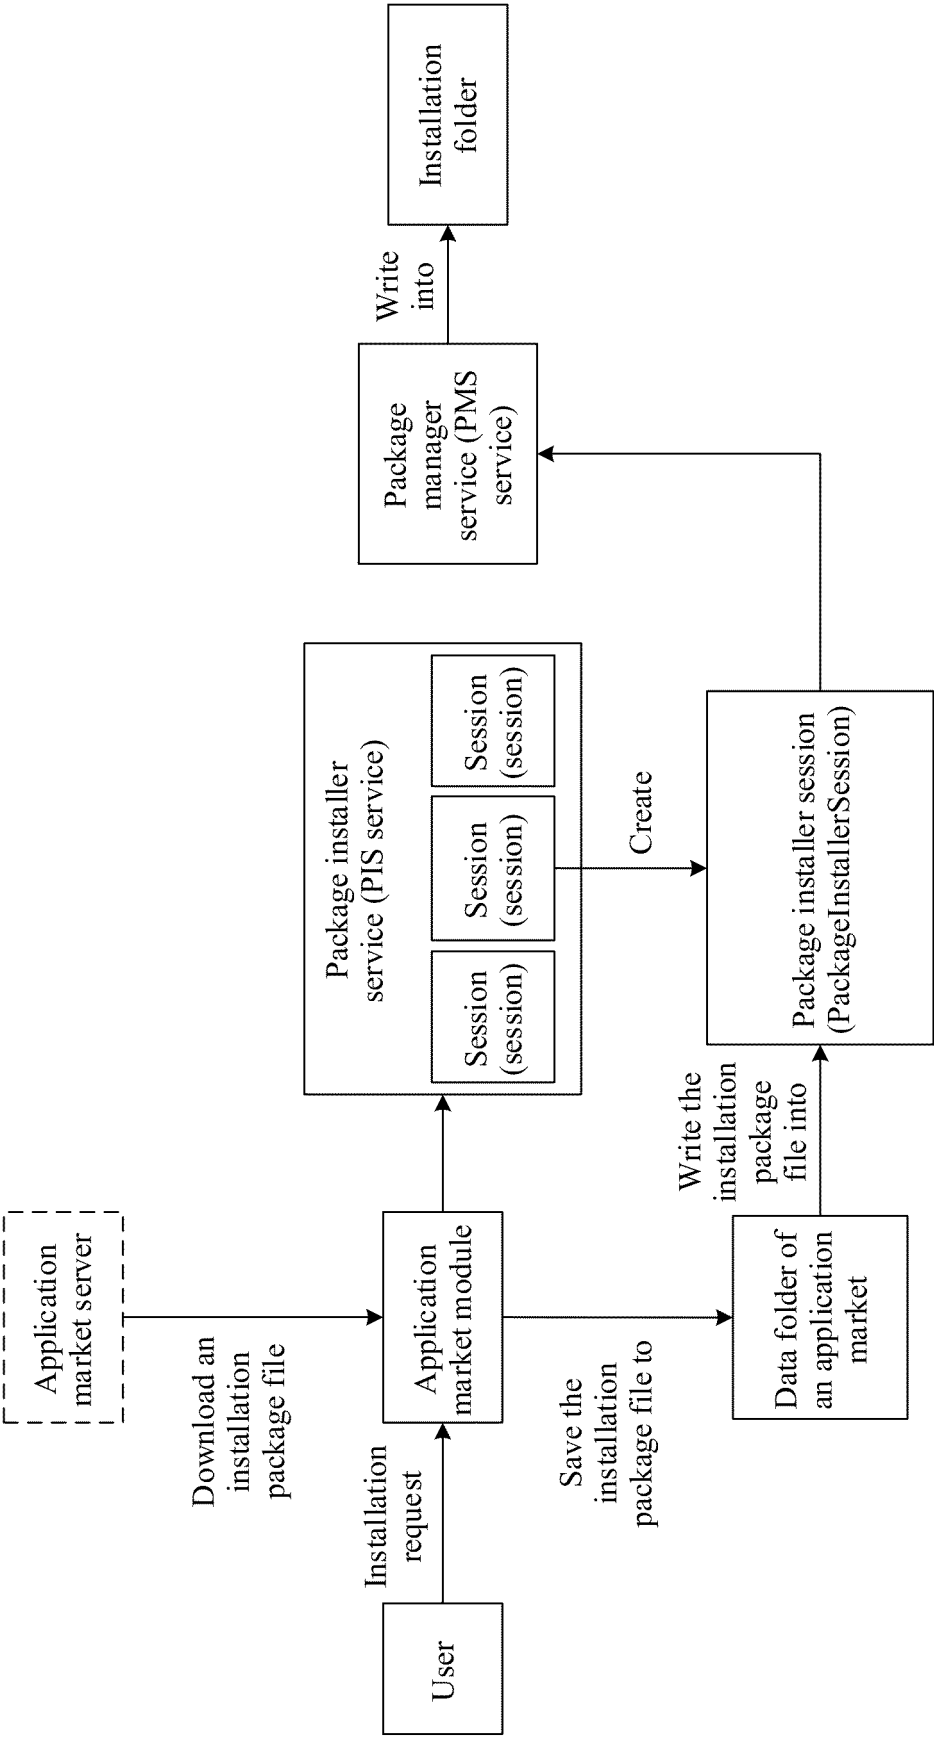 Application
market server
Download an
installation
package file
User
Installation
request
Application
market module
Save the
installation
package file to
Data folder of
an application
market
Write the
installation
package
file into
Package installer
service (PIS service)
Session
(session)
Session
(session)
Session
(session)
Create
Package installer session
(PackageInstallerSession)
Package
manager
service (PMS
service)
Write
into
Installation
folder